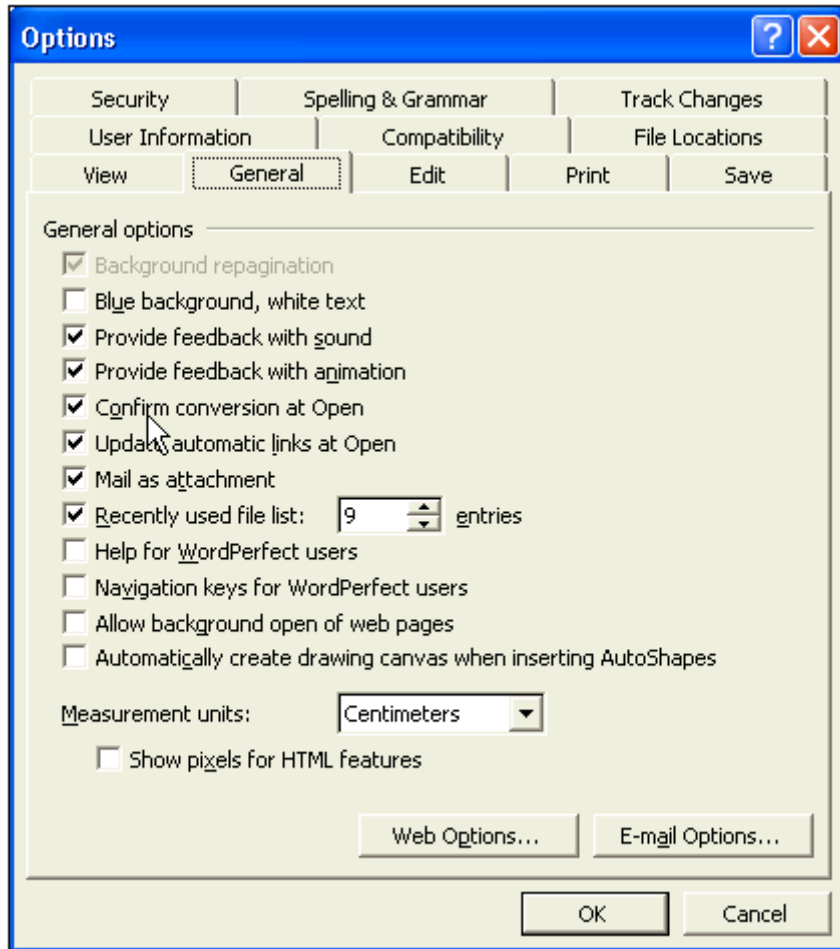 Options
Security Spelling & Grammar Track Changes
User Information Compatibility File Locations
View General Edit Print Save
General options
Background repagination
Blue background, white text
Provide feedback with sound
Provide feedback with animation
Confirm conversion at Open
Update automatic links at Open
Mail as attachment
Recently used file list: 9 entries
Help for WordPerfect users
Navigation keys for WordPerfect users
Allow background open of web pages
Automatically create drawing canvas when inserting AutoShapes
Measurement units: Centimeters
Show pixels for HTML features
Web Options... E-mail Options...
OK Cancel